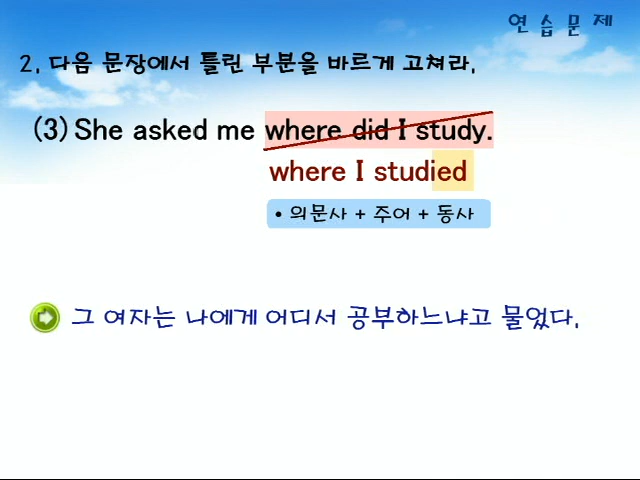 연 습 문 제
2. 다음 문장에서 틀린 부분을 바르게 고쳐라.
(3) She asked me where did I study.
where I studied
• 의문사 + 주어 + 동사
그 여자는 나에게 어디서 공부하느냐고 물었다.